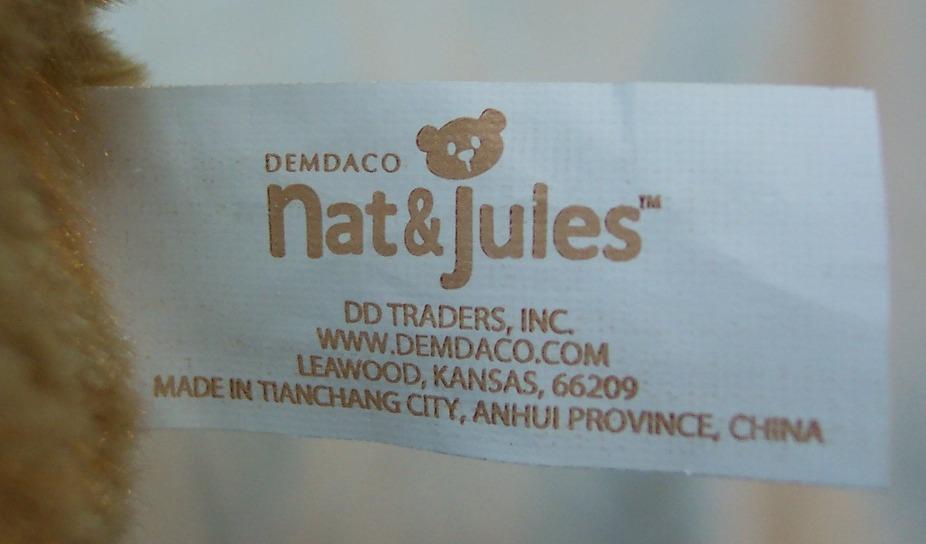 DEMDACO
nat&Jules™
DD TRADERS, INC.
WWW.DEMDACO.COM
LEAWOOD, KANSAS, 66209
MADE IN TIANCHANG CITY, ANHUI PROVINCE, CHINA